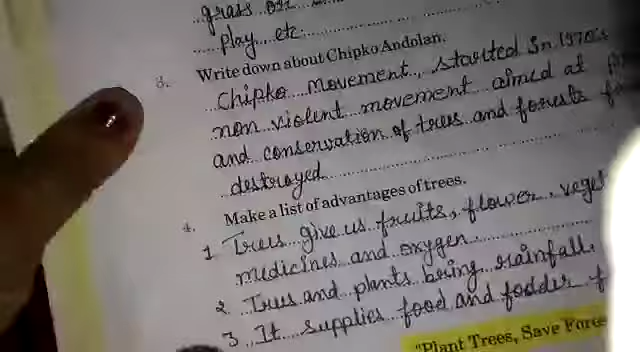 grass
play etc.
3. Write down about Chipko Andolan.
Chipko movement, started in 1970's
non violent movement aimed at
and conservation of trees and forests
destroyed
4. Make a list of advantages of trees.
1 Trees give us fruits, flower, veget
medicines and oxygen
2 Trees and plants bring rainfall.
3 It supplies food and fodder f
"Plant Trees, Save Fores